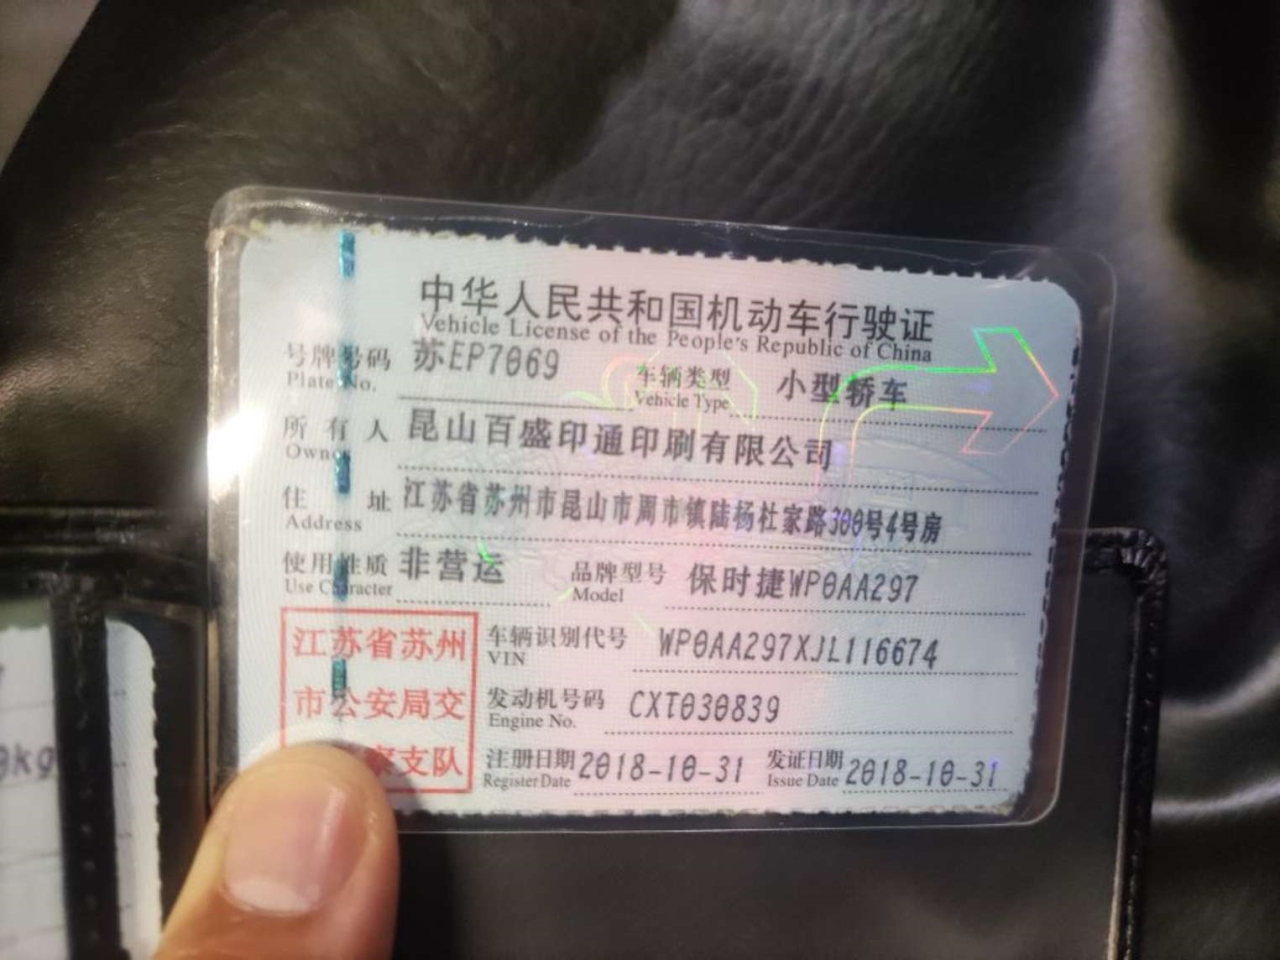 中华人民共和国机动车行驶证
Vehicle License of the People's Republic of China
号牌号码 苏EP7069 车辆类型 小型轿车
Plate No. Vehicle Type
所有人 昆山百盛印通印刷有限公司
Owner
住址 江苏省苏州市昆山市周市镇陆杨杜家路300号4号房
Address
使用性质 非营运 品牌型号 保时捷WP0AA297
Use Character Model
江苏省苏州
市公安局交
察支队
车辆识别代号 WP0AA297XJL116674
VIN
发动机号码 CXT030839
Engine No.
注册日期 2018-10-31 发证日期 2018-10-31
Register Date Issue Date
kg